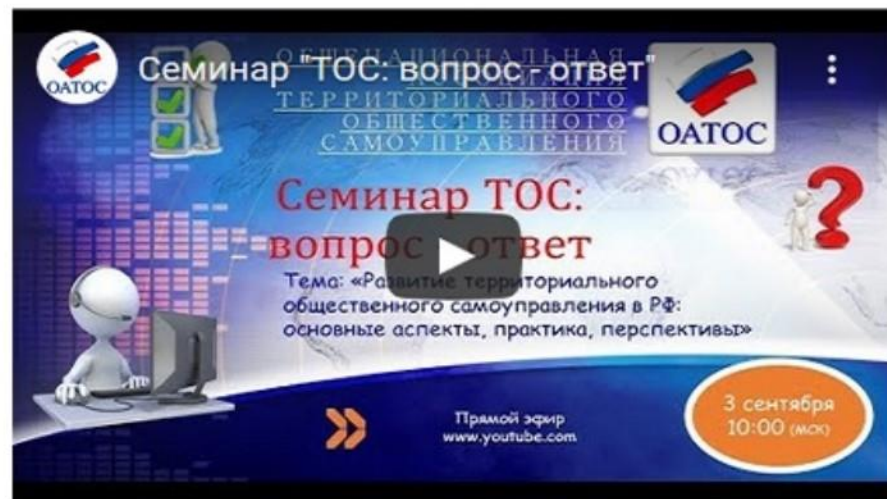 ОАТОС
Семинар "ТОС: вопрос - ответ"
ОБЩЕНАЦИОНАЛЬНАЯ
АССОЦИАЦИЯ
ТЕРРИТОРИАЛЬНОГО
ОБЩЕСТВЕННОГО
САМОУПРАВЛЕНИЯ
ОАТОС
Семинар ТОС:
вопрос ответ
Тема: «Развитие территориального
общественного самоуправления в РФ:
основные аспекты, практика, перспективы»
Прямой эфир
www.youtube.com
3 сентября
10:00 (мск)